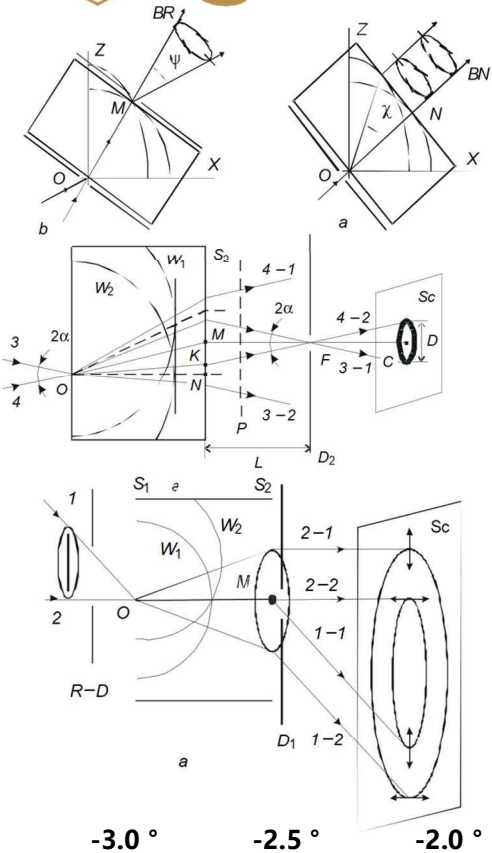 BR
Z
ψ
M
X
O
b
Z
BN
N
χ
X
O
a
W₁
S₂
4–1
W₂
Sc
2α
4–2
3
2α
M
D
K
F
C
3–1
O
4
N
3–2
P
L
D₂
S₁
S₂
1
W₂
Sc
2–1
W₁
M
2–2
1–1
2
O
R–D
D₁
1–2
a
-3.0 °
-2.5 °
-2.0 °